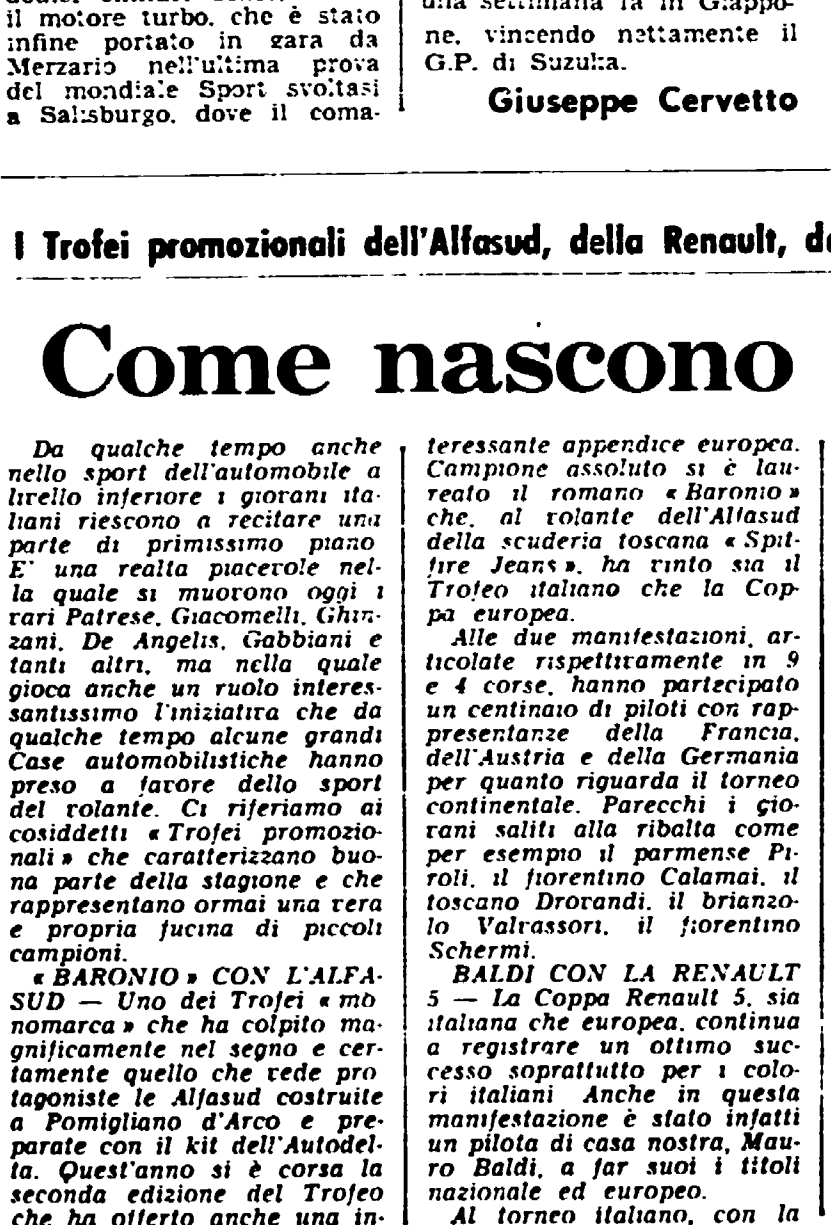 il motore turbo, che è stato
infine portato in gara da
Merzario nell'ultima prova
del mondiale Sport svoltasi
a Salisburgo, dove il coma-
una settimana fa in Giappo-
ne, vincendo nettamente il
G.P. di Suzuka.
Giuseppe Cervetto
I Trofei promozionali dell'Alfasud, della Renault, de
Come nascono
Da qualche tempo anche
nello sport dell'automobile a
livello inferiore i giovani ita-
liani riescono a recitare una
parte di primissimo piano
E' una realta piacevole nel-
la quale si muovono oggi i
vari Patrese, Giacomelli, Ghin-
zani, De Angelis, Gabbiani e
tanti altri, ma nella quale
gioca anche un ruolo interes-
santissimo l'iniziativa che da
qualche tempo alcune grandi
Case automobilistiche hanno
preso a favore dello sport
del volante. Ci riferiamo ai
cosiddetti « Trofei promozio-
nali » che caratterizzano buo-
na parte della stagione e che
rappresentano ormai una vera
e propria fucina di piccoli
campioni.
« BARONIO » CON L'ALFA-
SUD — Uno dei Trofei « mo
nomarca » che ha colpito ma-
gnificamente nel segno e cer-
tamente quello che vede pro
tagoniste le Alfasud costruite
a Pomigliano d'Arco e pre-
parate con il kit dell'Autodel-
ta. Quest'anno si è corsa la
seconda edizione del Trofeo
che ha offerto anche una in-
teressante appendice europea.
Campione assoluto si è lau-
reato il romano « Baronio »
che, al volante dell'Alfasud
della scuderia toscana « Spit-
fire Jeans », ha vinto sia il
Trofeo italiano che la Cop-
pa europea.
Alle due manifestazioni, ar-
ticolate rispettivamente in 9
e 4 corse, hanno partecipato
un centinaio di piloti con rap-
presentanze della Francia,
dell'Austria e della Germania
per quanto riguarda il torneo
continentale. Parecchi i gio-
vani saliti alla ribalta come
per esempio il parmense Pi-
roli, il fiorentino Calamai, il
toscano Drovandi, il brianzo-
lo Valvassori, il fiorentino
Schermi.
BALDI CON LA RENAULT
5 — La Coppa Renault 5, sia
italiana che europea, continua
a registrare un ottimo suc-
cesso soprattutto per i colo-
ri italiani Anche in questa
manifestazione è stato infatti
un pilota di casa nostra, Mau-
ro Baldi, a far suoi i titoli
nazionale ed europeo.
Al torneo italiano, con la